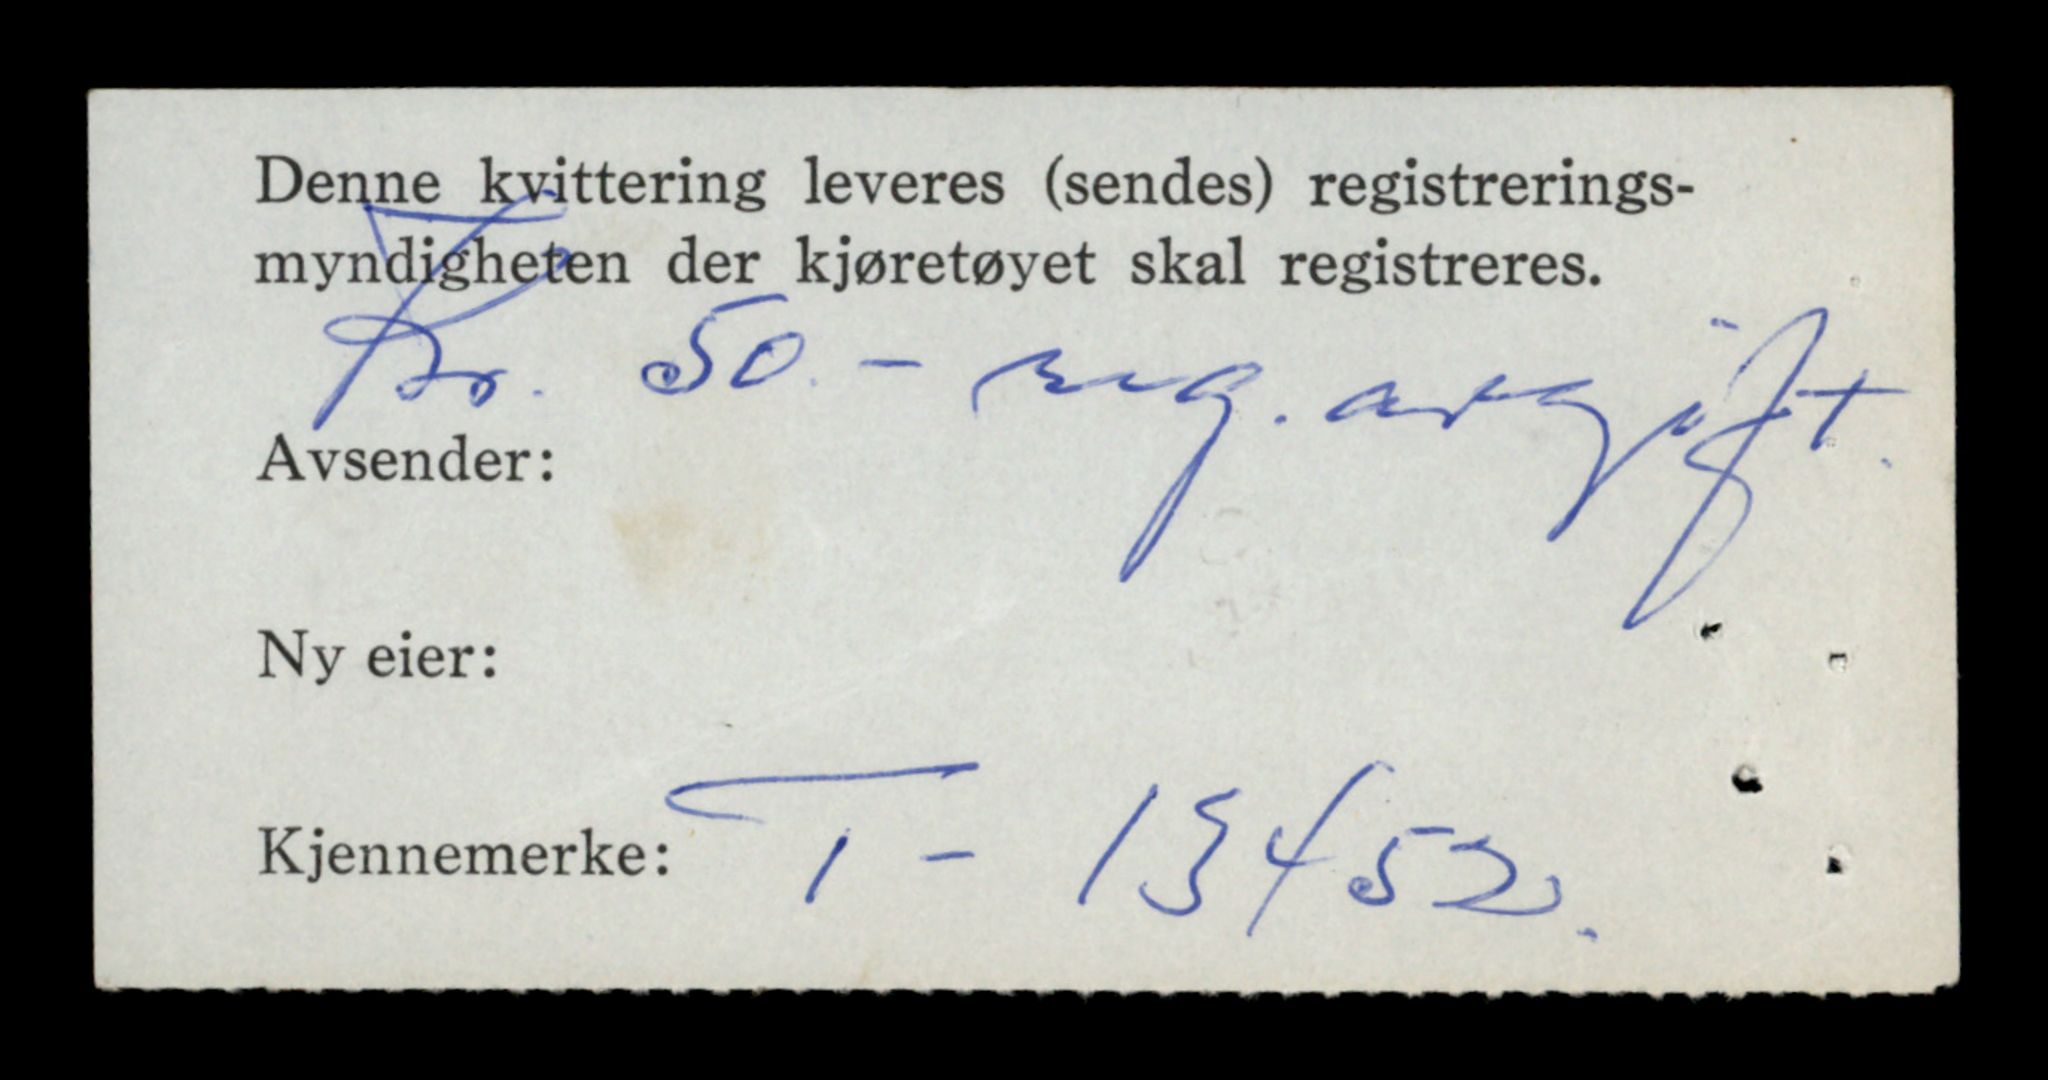 Denne kvittering leveres (sendes) registrerings-
myndigheten der kjøretøyet skal registreres.
Kr. 50.- reg. avgift.
Avsender:
Ny eier:
Kjennemerke: T - 13452.